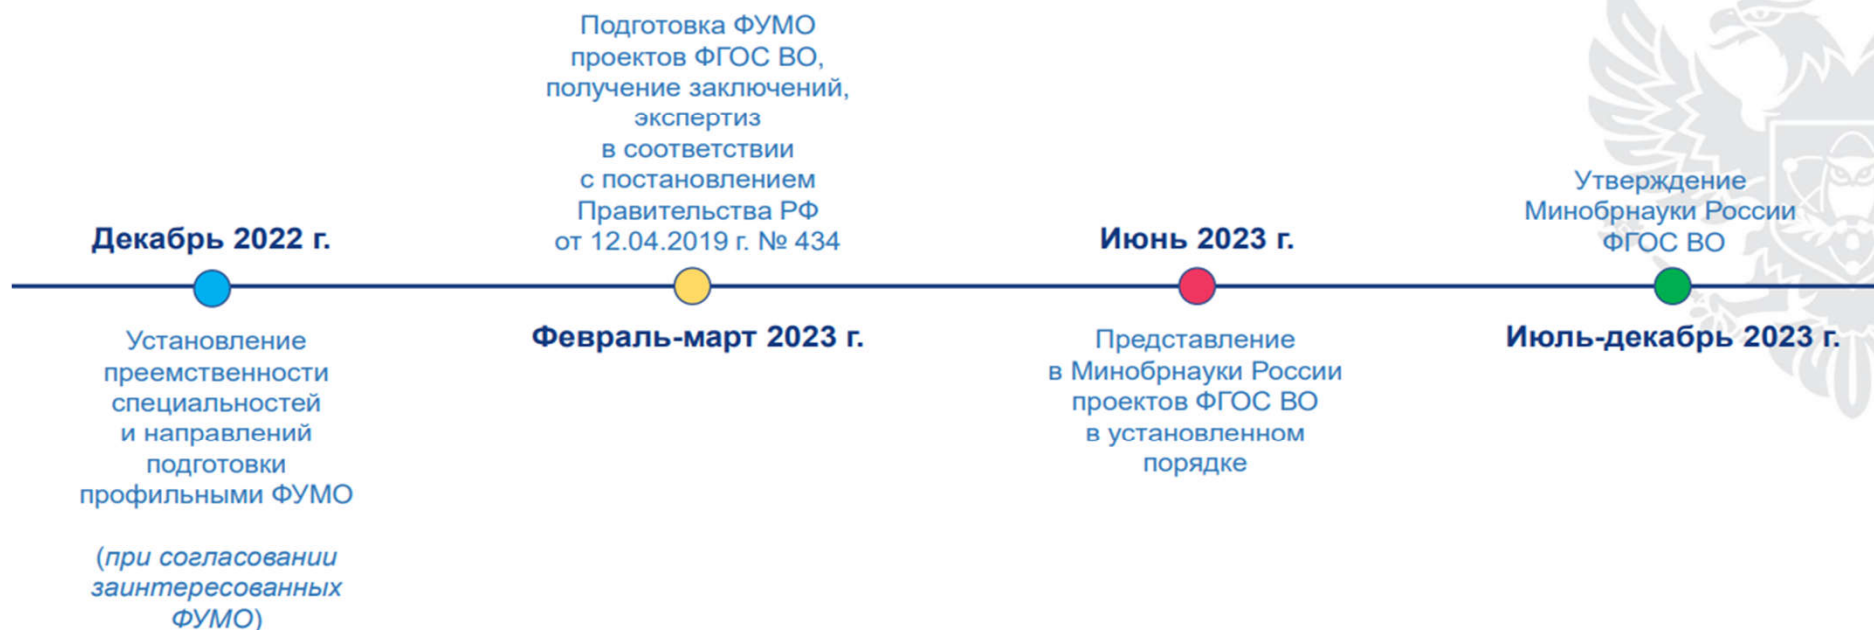 Декабрь 2022 г.
Установление
преемственности
специальностей
и направлений
подготовки
профильными ФУМО
(при согласовании
заинтересованных
ФУМО)
Подготовка ФУМО
проектов ФГОС ВО,
получение заключений,
экспертиз
в соответствии
с постановлением
Правительства РФ
от 12.04.2019 г. № 434
Февраль-март 2023 г.
Июнь 2023 г.
Представление
в Минобрнауки России
проектов ФГОС ВО
в установленном
порядке
Утверждение
Минобрнауки России
ФГОС ВО
Июль-декабрь 2023 г.